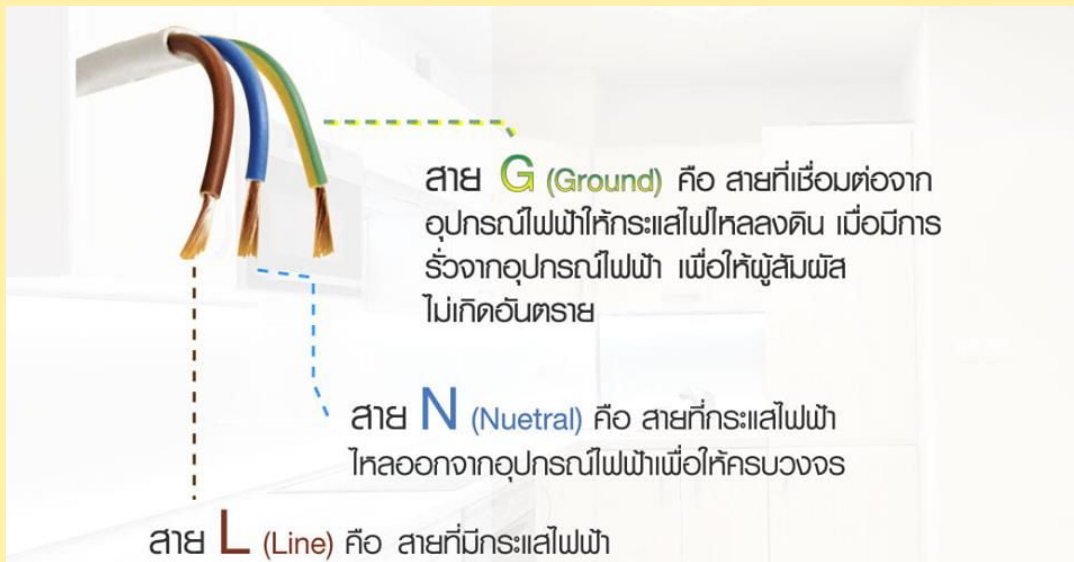 สาย G (Ground) คือ สายที่เชื่อมต่อจาก
อุปกรณ์ไฟฟ้าให้กระแสไฟไหลลงดิน เมื่อมีการ
รั่วจากอุปกรณ์ไฟฟ้า เพื่อให้ผู้สัมผัส
ไม่เกิดอันตราย
สาย N (Nuetral) คือ สายที่กระแสไฟฟ้า
ไหลออกจากอุปกรณ์ไฟฟ้าเพื่อให้ครบวงจร
สาย L (Line) คือ สายที่มีกระแสไฟฟ้า